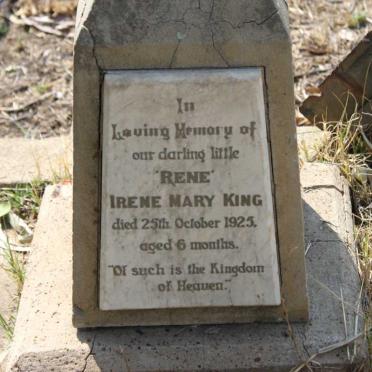 In
Loving Memory of
our darling little
"RENE"
IRENE MARY KING
died 25th October 1925.
aged 6 months.
"Of such is the Kingdom
of Heaven."